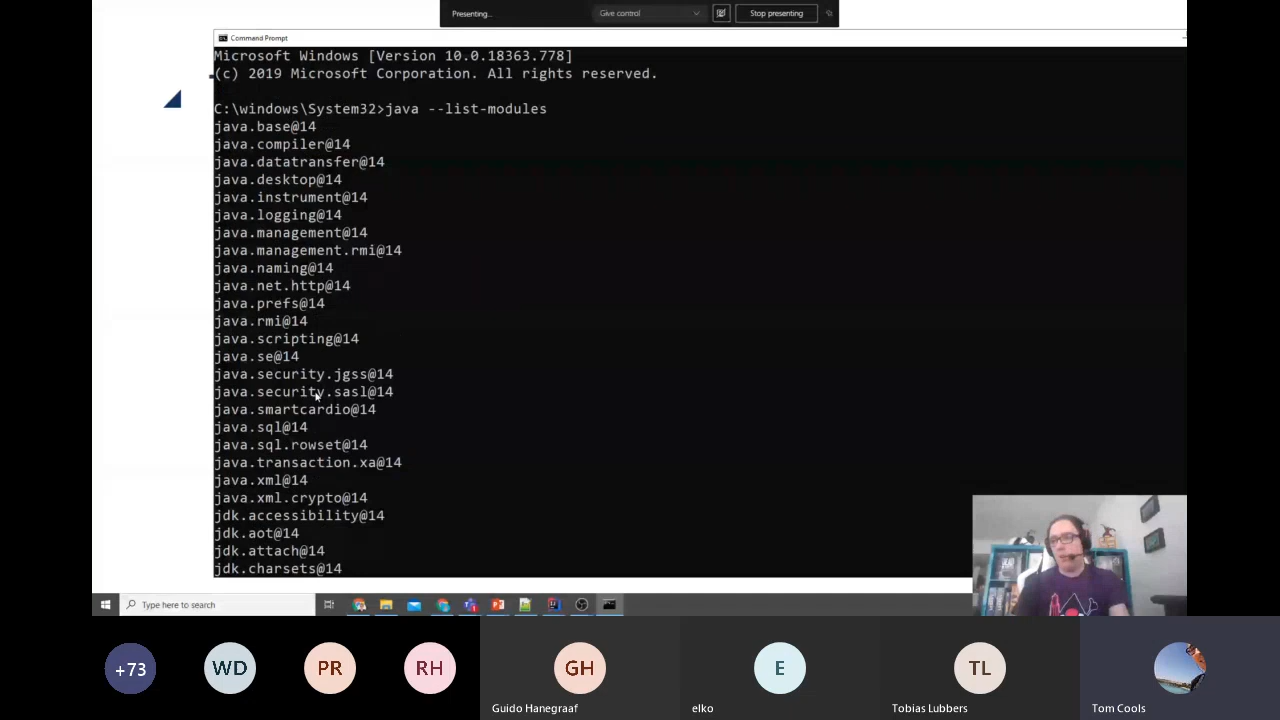 Presenting...
Give control
Stop presenting
Command Prompt
Microsoft Windows [Version 10.0.18363.778]
(c) 2019 Microsoft Corporation. All rights reserved.
C:\windows\System32>java --list-modules
java.base@14
java.compiler@14
java.datatransfer@14
java.desktop@14
java.instrument@14
java.logging@14
java.management@14
java.management.rmi@14
java.naming@14
java.net.http@14
java.prefs@14
java.rmi@14
java.scripting@14
java.se@14
java.security.jgss@14
java.security.sasl@14
java.smartcardio@14
java.sql@14
java.sql.rowset@14
java.transaction.xa@14
java.xml@14
java.xml.crypto@14
jdk.accessibility@14
jdk.aot@14
jdk.attach@14
jdk.charsets@14
Type here to search
+73
WD
PR
RH
GH
E
TL
Guido Hanegraaf
elko
Tobias Lubbers
Tom Cools